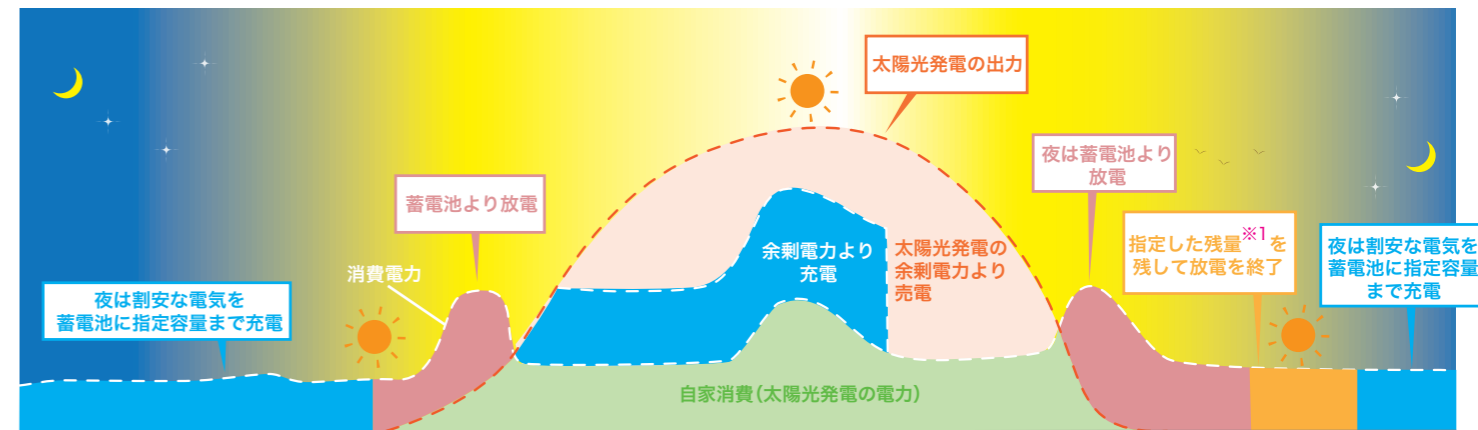 太陽光発電の出力
夜は蓄電池より
放電
蓄電池より放電
指定した残量※1を
残して放電を終了
夜は割安な電気を
蓄電池に指定容量
まで充電
余剰電力より
充電
太陽光発電の
余剰電力より
売電
消費電力
夜は割安な電気を
蓄電池に指定容量まで充電
自家消費(太陽光発電の電力)